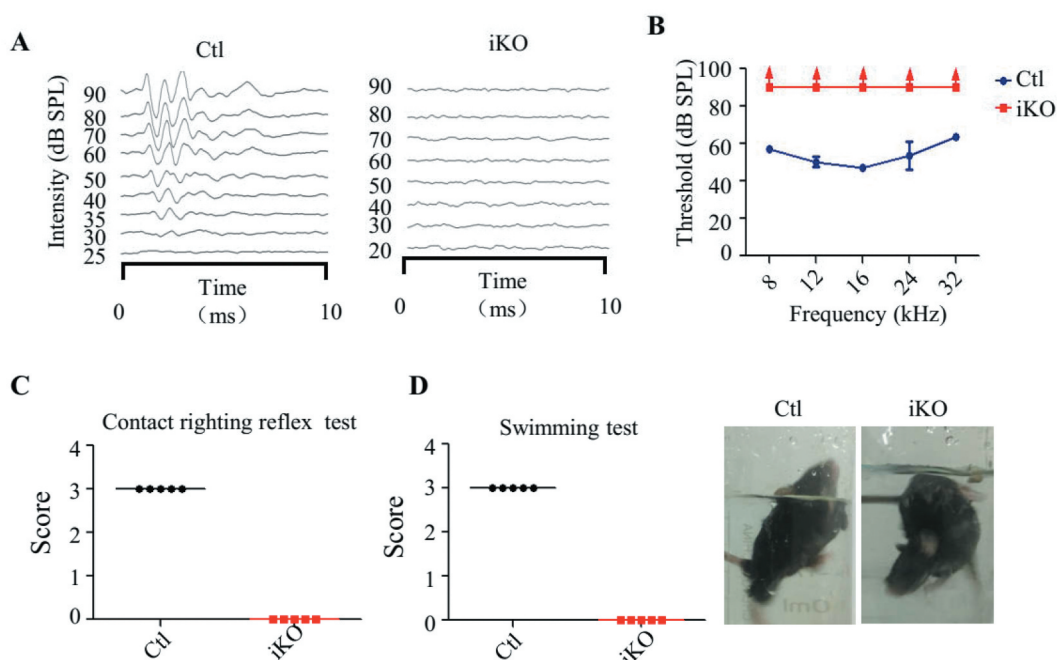 A
Ctl
iKO
Intensity (dB SPL)
90
80
70
60
50
40
35
30
25
0
Time
(ms)
10
90
80
70
60
50
40
30
20
0
Time
(ms)
10
B
Threshold (dB SPL)
100
80
60
40
20
0
8
12
16
24
32
Frequency (kHz)
Ctl
iKO
C
Contact righting reflex test
Score
4
3
2
1
0
Ctl
iKO
D
Swimming test
Score
4
3
2
1
0
Ctl
iKO
Ctl
iKO